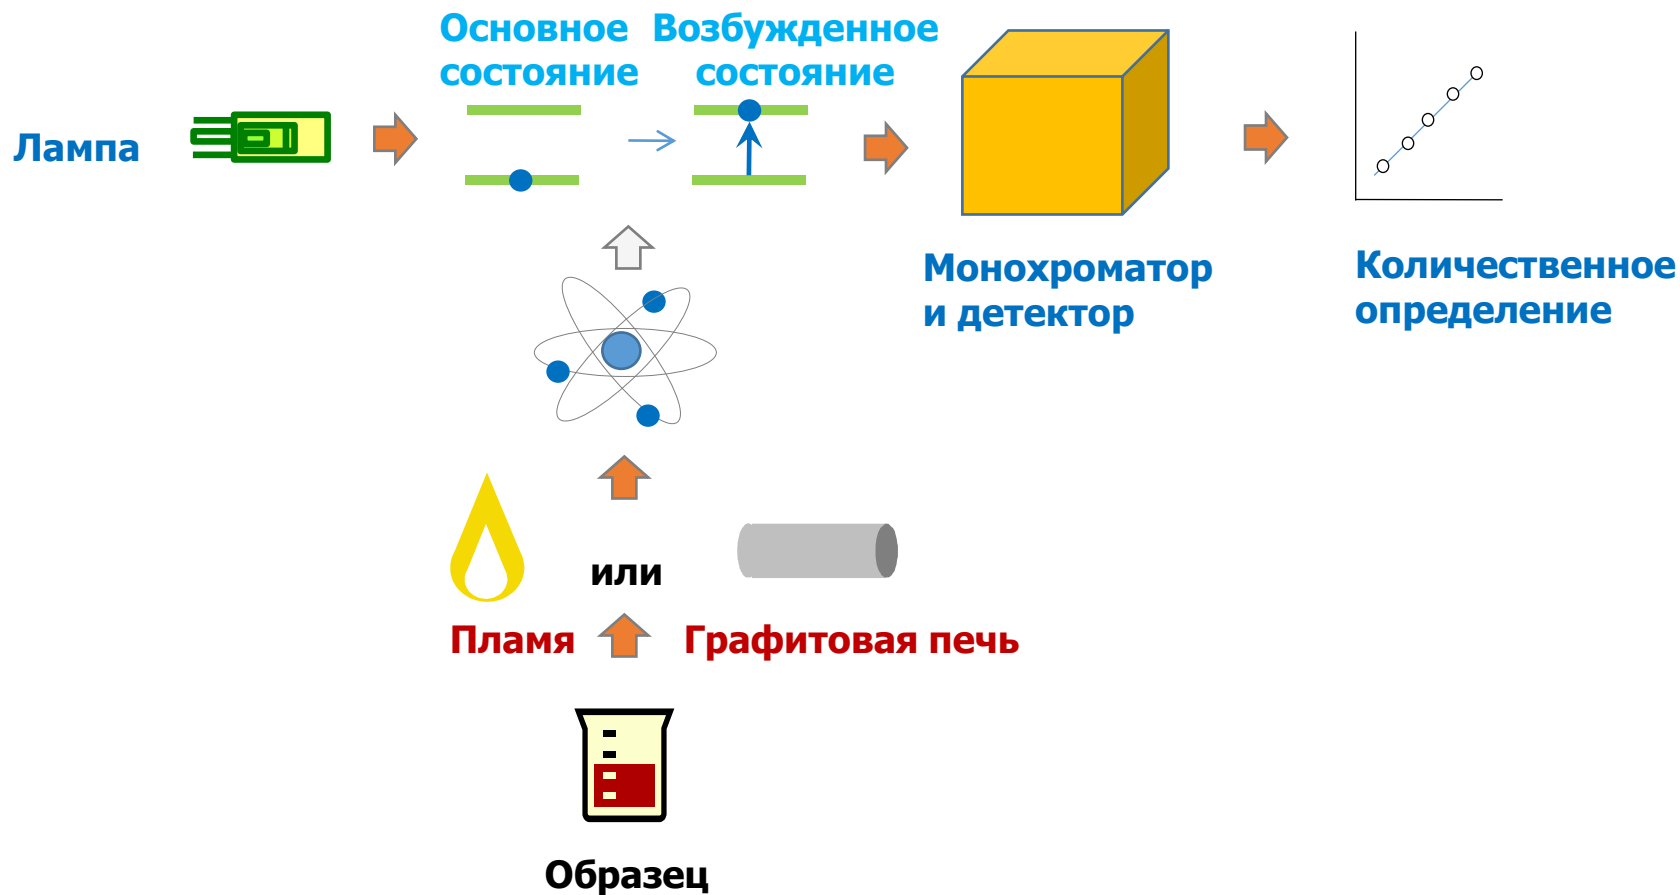 Основное
состояние
Возбужденное
состояние
Лампа
Монохроматор
и детектор
Количественное
определение
или
Пламя
Графитовая печь
Образец